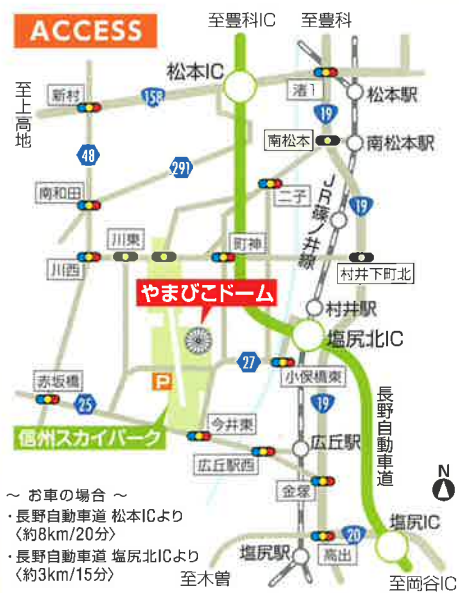 ACCESS
至豊科IC
至豊科
松本IC
渚1
新村
158
松本駅
至上高地
19
南松本
南松本駅
48
291
二子
南和田
JR篠ノ井線
19
川東
町神
川西
村井下町北
やまびこドーム
村井駅
塩尻北IC
27
小俣橋東
P
赤坂橋
25
19
長野自動車道
今井東
信州スカイパーク
広丘駅
広丘駅西
N
金塚
～ お車の場合 ～
・長野自動車道 松本ICより
〈約8km/20分〉
・長野自動車道 塩尻北ICより
〈約3km/15分〉
塩尻IC
20
塩尻駅
高出
至木曽
至岡谷IC